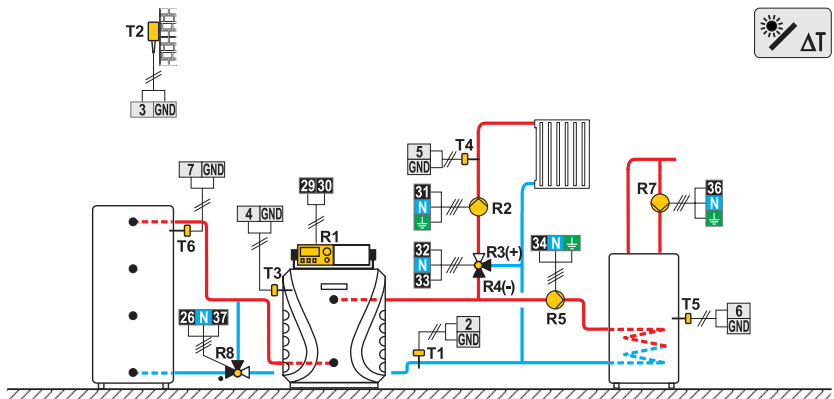 T2
ΔT
3 GND
5
GND
T4
7 GND
29 30
36
N
R7
31
N
R2
4 GND
R1
34 N
T6
32
N
33
R3(+)
T3
R4(-)
6
GND
T5
26 N 37
R5
2
GND
R8
T1